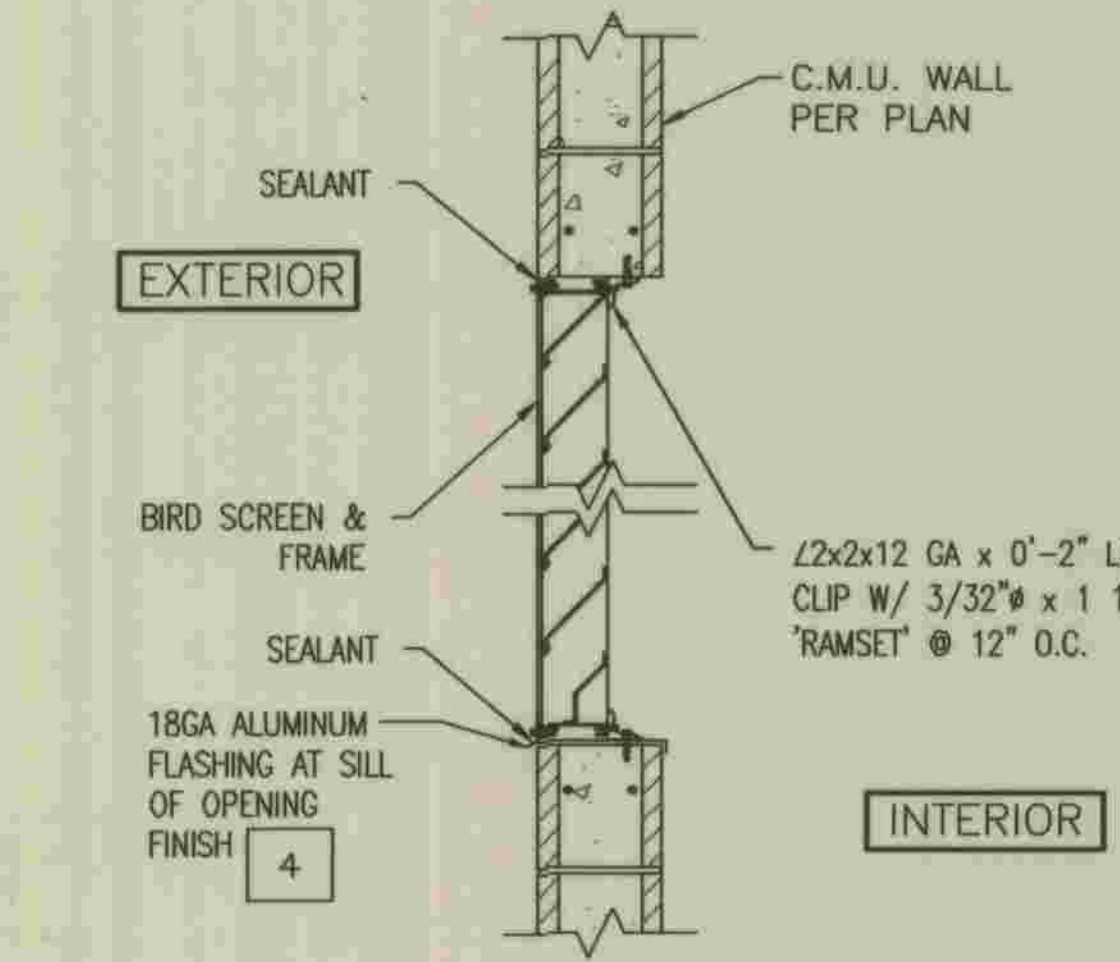 C.M.U. WALL
PER PLAN
SEALANT
EXTERIOR
BIRD SCREEN &
FRAME
∠2x2x12 GA x 0'-2"
CLIP W/ 3/32"ø x 1
'RAMSET' @ 12" O.C.
SEALANT
18GA ALUMINUM
FLASHING AT SILL
OF OPENING
FINISH 4
INTERIOR